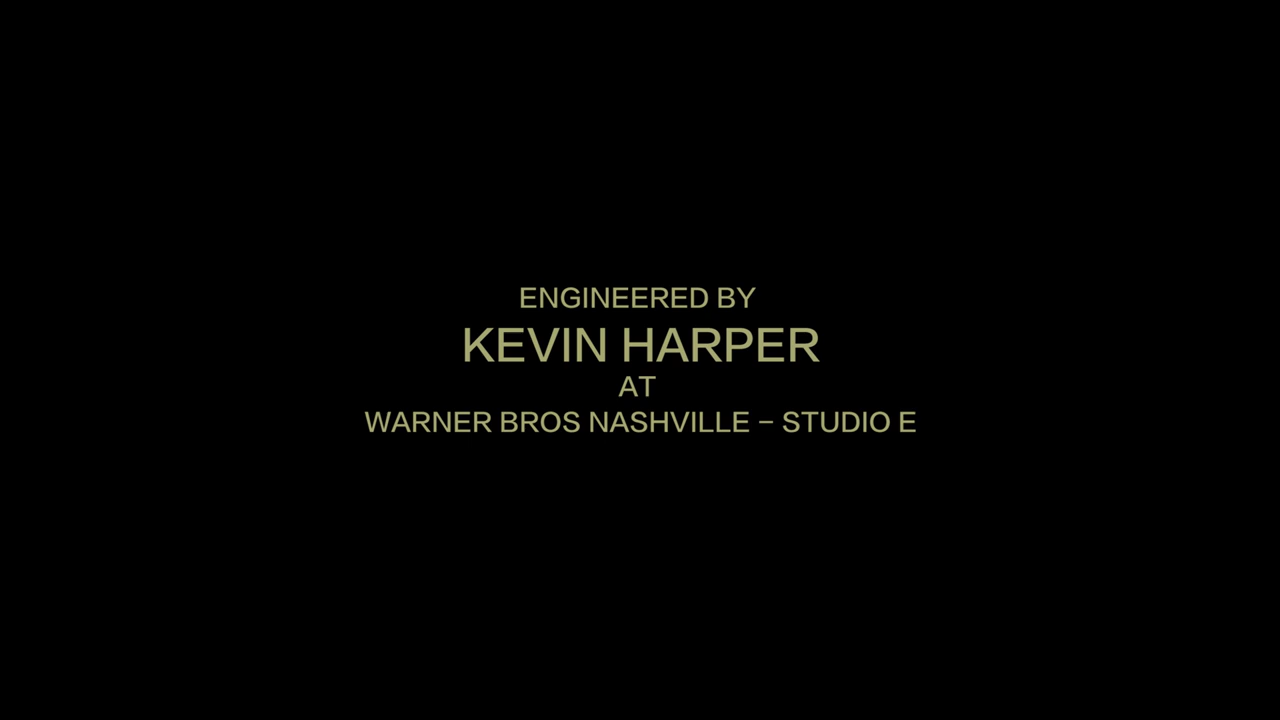 ENGINEERED BY
KEVIN HARPER
AT
WARNER BROS NASHVILLE – STUDIO E